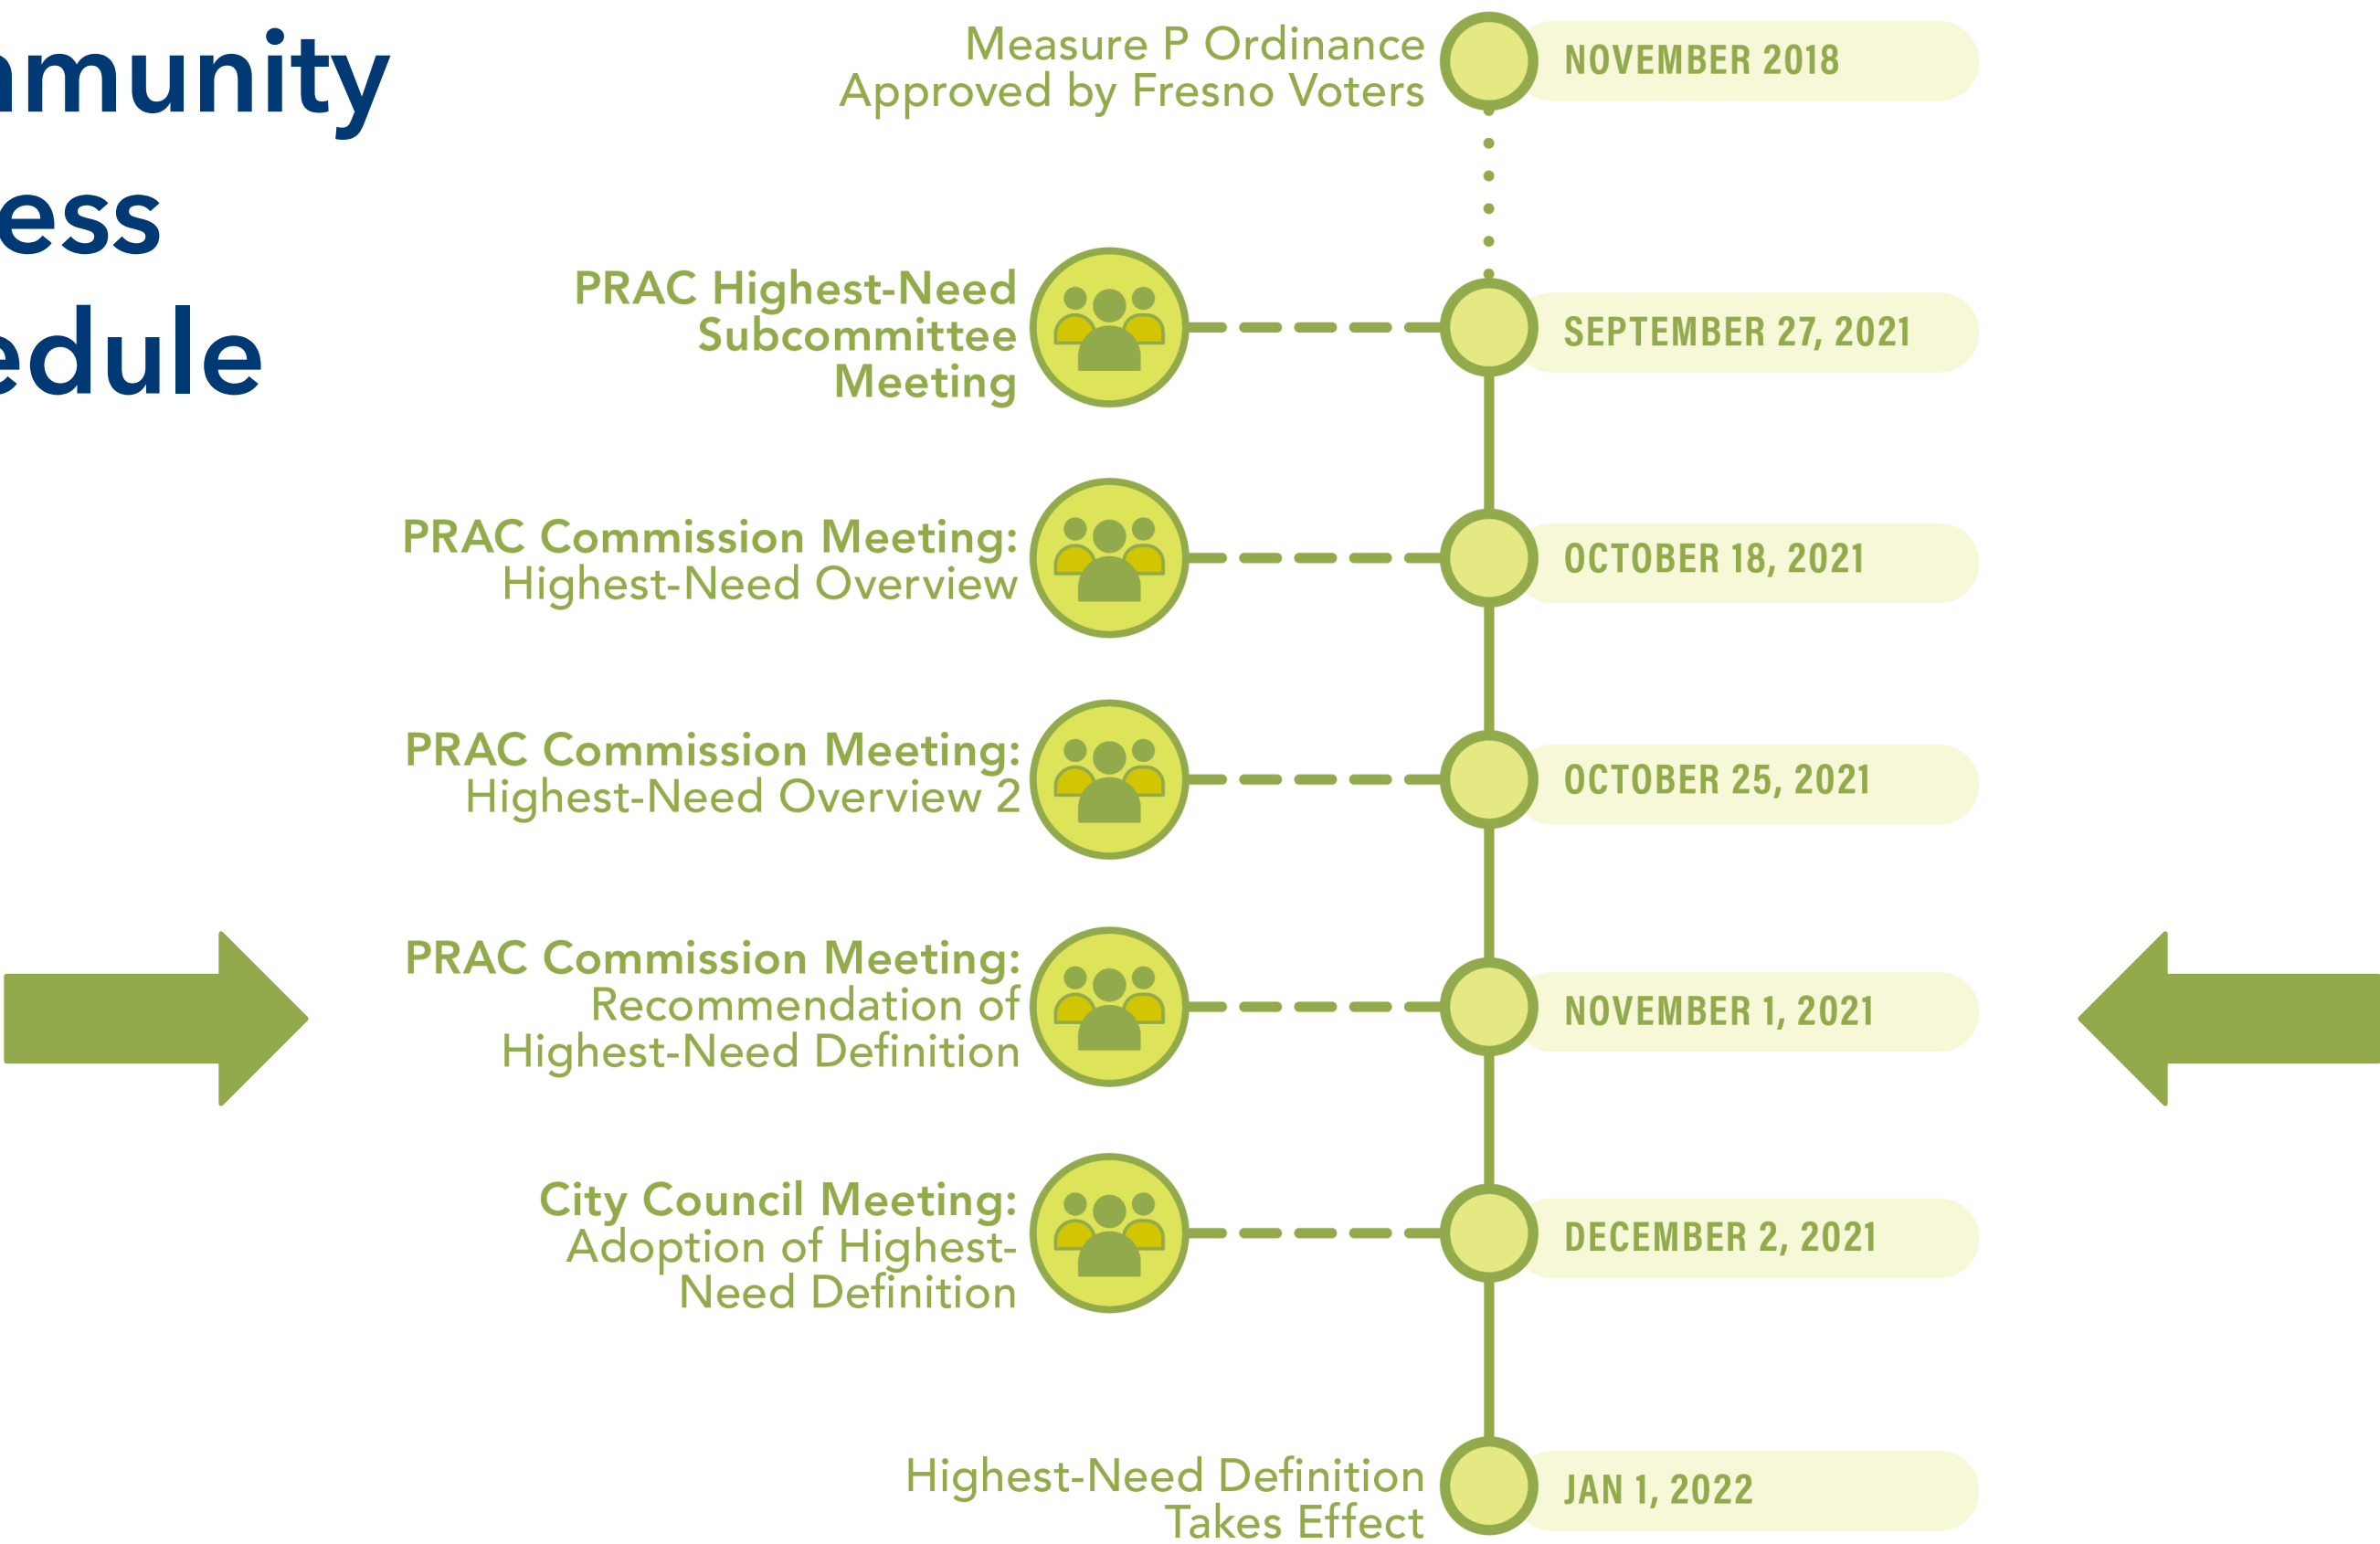 mmunity
ess
edule
Measure P Ordinance
Approved by Fresno Voters
NOVEMBER 2018
PRAC Highest-Need
Subcommittee
Meeting
SEPTEMBER 27, 2021
PRAC Commission Meeting:
Highest-Need Overview
OCTOBER 18, 2021
PRAC Commission Meeting:
Highest-Need Overview 2
OCTOBER 25, 2021
PRAC Commission Meeting:
Recommendation of
Highest-Need Definition
NOVEMBER 1, 2021
City Council Meeting:
Adoption of Highest-
Need Definition
DECEMBER 2, 2021
Highest-Need Definition
Takes Effect
JAN 1, 2022